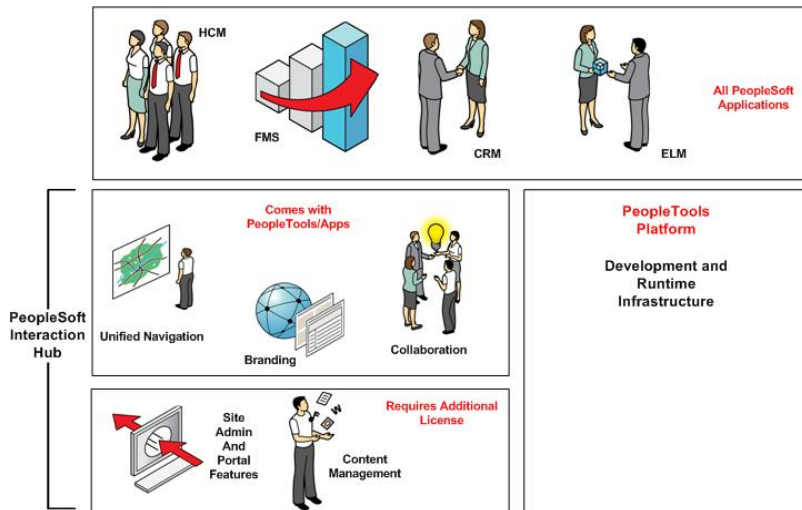 HCM
FMS
CRM
ELM
All PeopleSoft
Applications
PeopleSoft
Interaction
Hub
Comes with
PeopleTools/Apps
Unified Navigation
Branding
Collaboration
Requires Additional
License
Site
Admin
And
Portal
Features
Content
Management
PeopleTools
Platform
Development and
Runtime
Infrastructure